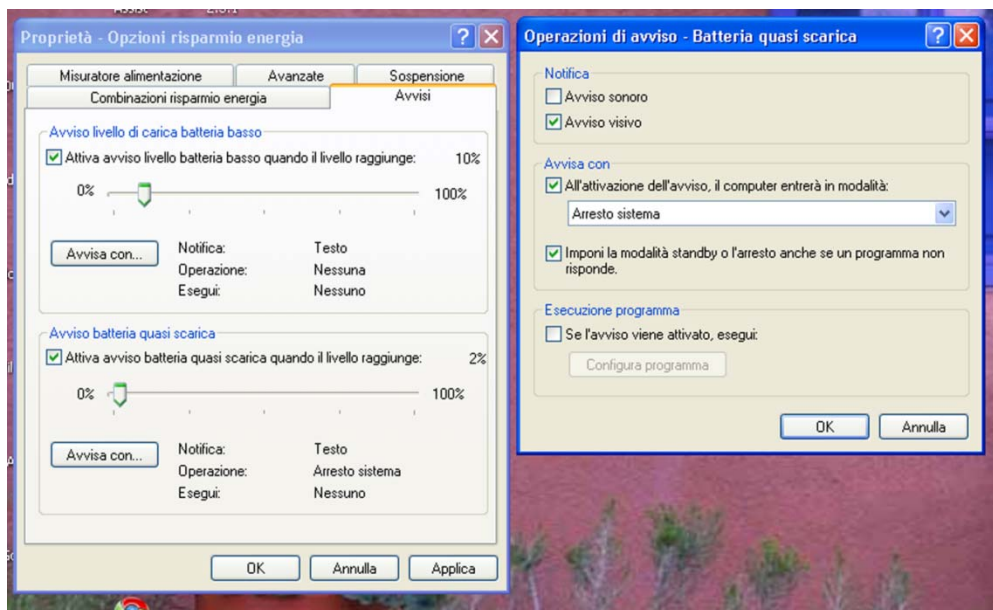 Proprietà - Opzioni risparmio energia
Misuratore alimentazione
Avanzate
Sospensione
Combinazioni risparmio energia
Avvisi
Avviso livello di carica batteria basso
Attiva avviso livello batteria basso quando il livello raggiunge: 10%
0%
100%
Avvisa con...
Notifica: Testo
Operazione: Nessuna
Esegui: Nessuno
Avviso batteria quasi scarica
Attiva avviso batteria quasi scarica quando il livello raggiunge: 2%
0%
100%
Avvisa con...
Notifica: Testo
Operazione: Arresto sistema
Esegui: Nessuno
OK
Annulla
Applica
Operazioni di avviso - Batteria quasi scarica
Notifica
Avviso sonoro
Avviso visivo
Avvisa con
All'attivazione dell'avviso, il computer entrerà in modalità:
Arresto sistema
Imponi la modalità standby o l'arresto anche se un programma non
risponde.
Esecuzione programma
Se l'avviso viene attivato, esegui:
Configura programma
OK
Annulla